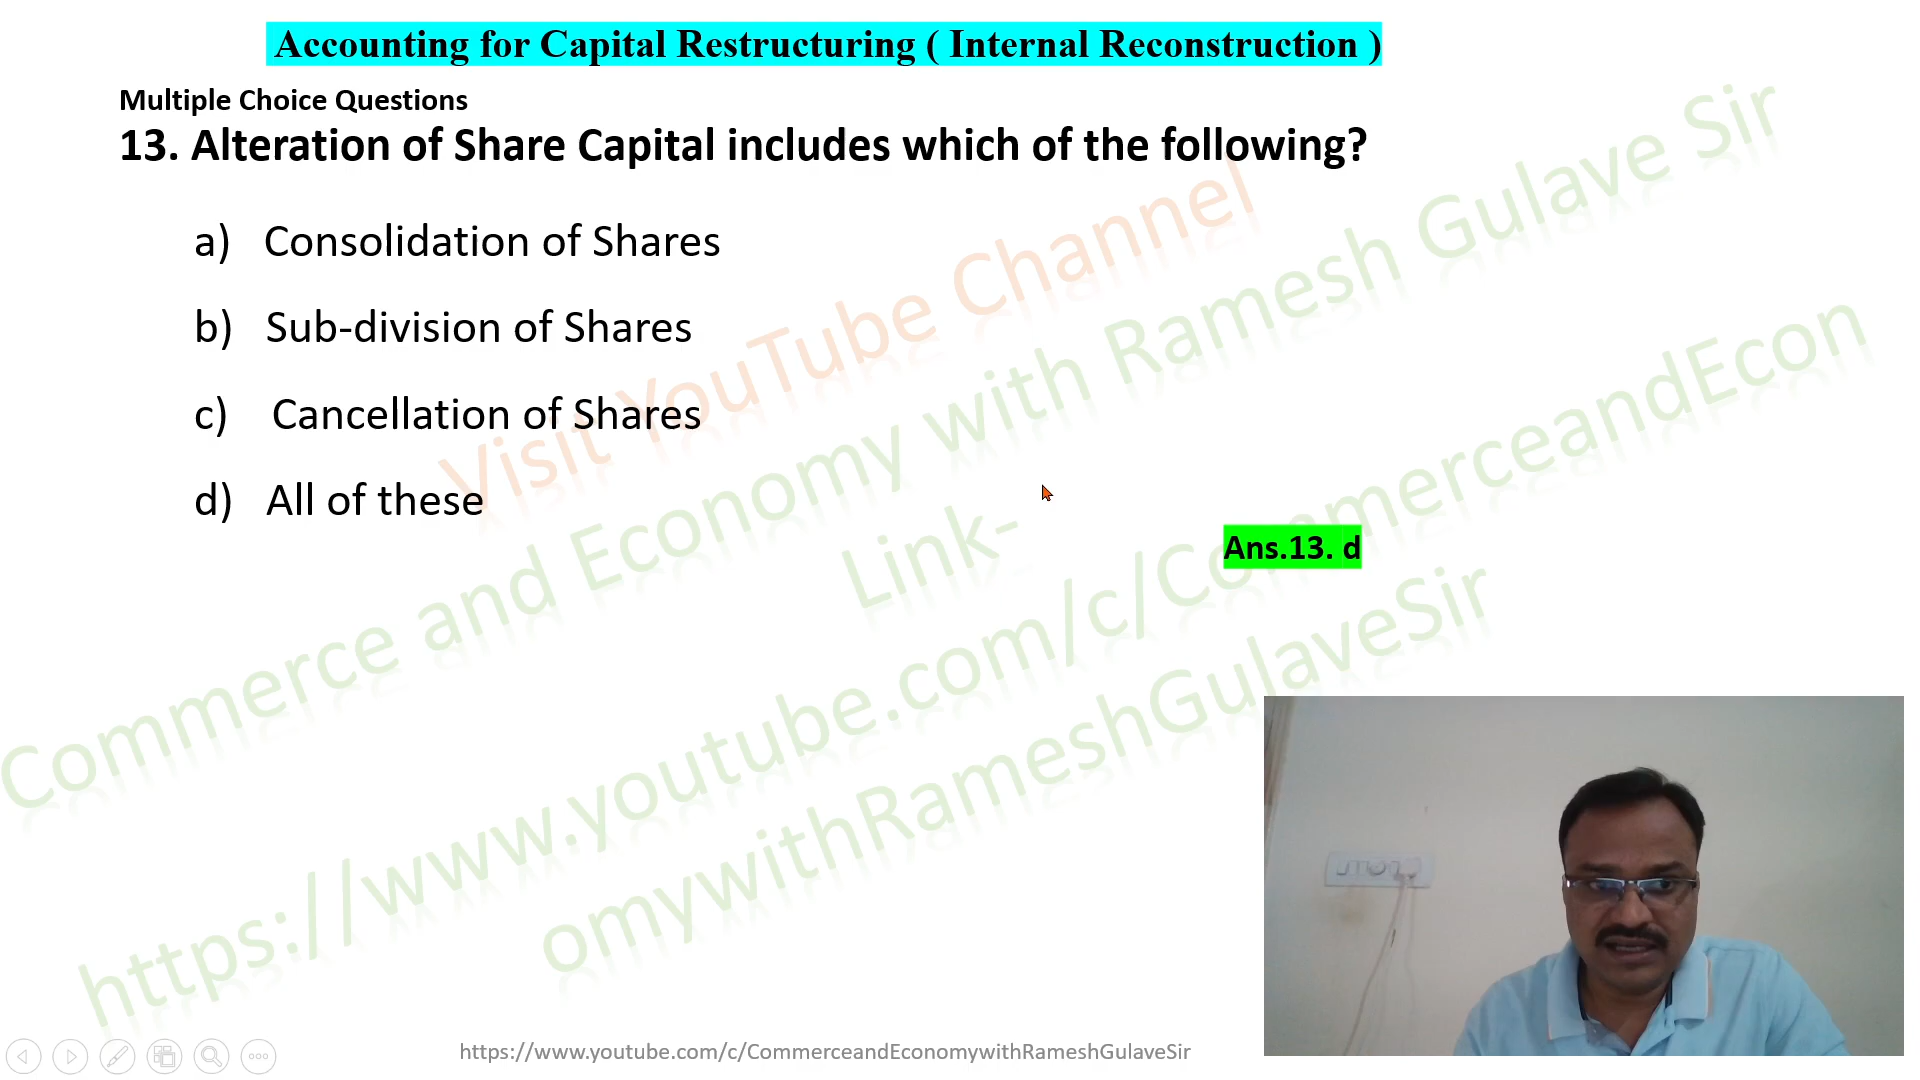 Accounting for Capital Restructuring ( Internal Reconstruction )
Multiple Choice Questions
13. Alteration of Share Capital includes which of the following?
a) Consolidation of Shares
b) Sub-division of Shares
c) Cancellation of Shares
d) All of these
Ans.13. d
Visit YouTube Channel
Commerce and Economy with Ramesh Gulave Sir
Link-
https://www.youtube.com/c/CommerceandEcon
omywithRameshGulaveSir
https://www.youtube.com/c/CommerceandEconomywithRameshGulaveSir